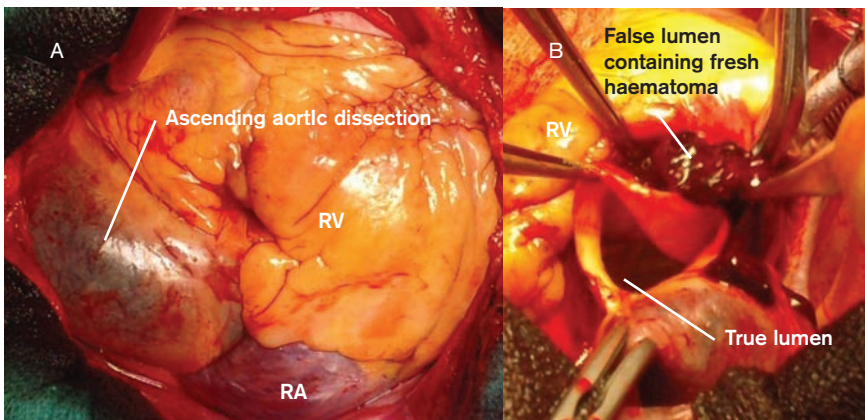 A
Ascending aortic dissection
RV
RA
B
False lumen
containing fresh
haematoma
RV
True lumen